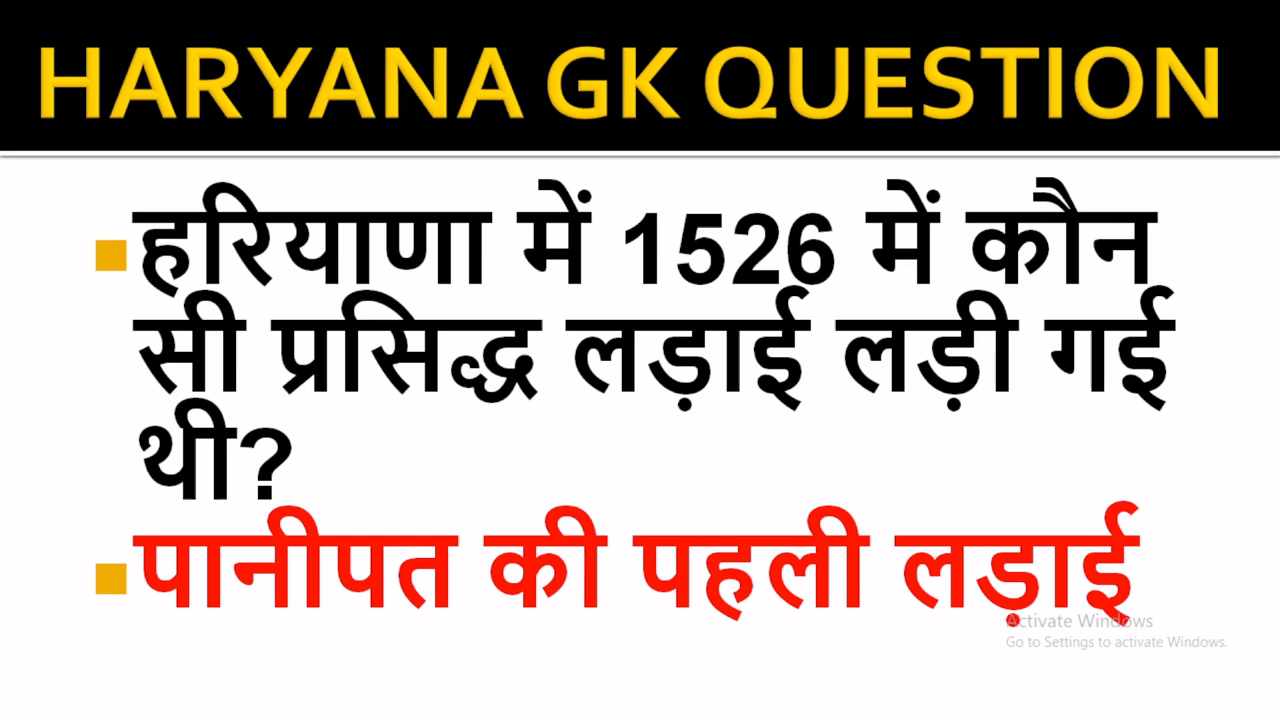 HARYANA GK QUESTION
हरियाणा में 1526 में कौन
सी प्रसिद्ध लड़ाई लड़ी गई
थी?
पानीपत की पहली लड़ाई
Activate Windows
Go to Settings to activate Windows.